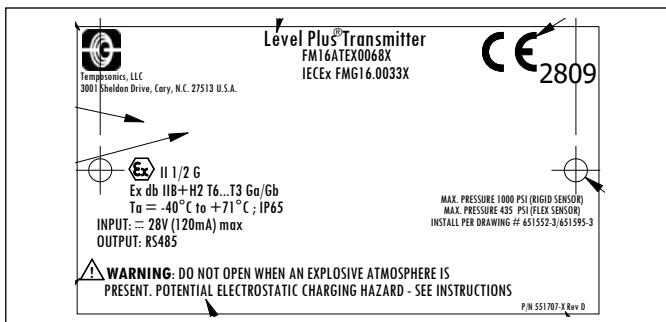 Level Plus® Transmitter
FM16ATEX0068X
IECEx FMG16.0033X
CE 2809
Temposonics, LLC
3001 Sheldon Drive, Cary, N.C. 27513 U.S.A.
Ex II 1/2 G
Ex db IIB+H2 T6...T3 Ga/Gb
Ta = -40°C to +71°C ; IP65
INPUT: ⎓ 28V (120mA) max
OUTPUT: RS485
MAX. PRESSURE 1000 PSI (RIGID SENSOR)
MAX. PRESSURE 435 PSI (FLEX SENSOR)
INSTALL PER DRAWING # 651552-3/651595-3
WARNING: DO NOT OPEN WHEN AN EXPLOSIVE ATMOSPHERE IS
PRESENT. POTENTIAL ELECTROSTATIC CHARGING HAZARD - SEE INSTRUCTIONS
P/N 551707-X Rev D